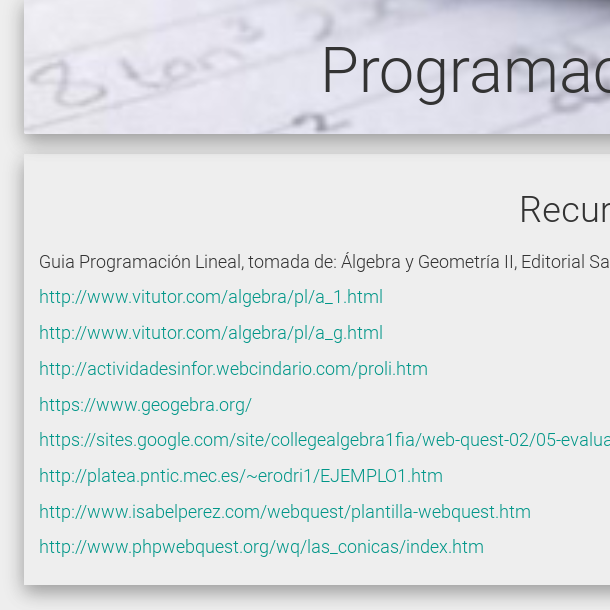 8 tan³
Programac
Recur
Guia Programación Lineal, tomada de: Álgebra y Geometría II, Editorial Sa
http://www.vitutor.com/algebra/pl/a_1.html
http://www.vitutor.com/algebra/pl/a_g.html
http://actividadesinfor.webcindario.com/proli.htm
https://www.geogebra.org/
https://sites.google.com/site/collegealgebra1fia/web-quest-02/05-evalua
http://platea.pntic.mec.es/~erodri1/EJEMPLO1.htm
http://www.isabelperez.com/webquest/plantilla-webquest.htm
http://www.phpwebquest.org/wq/las_conicas/index.htm